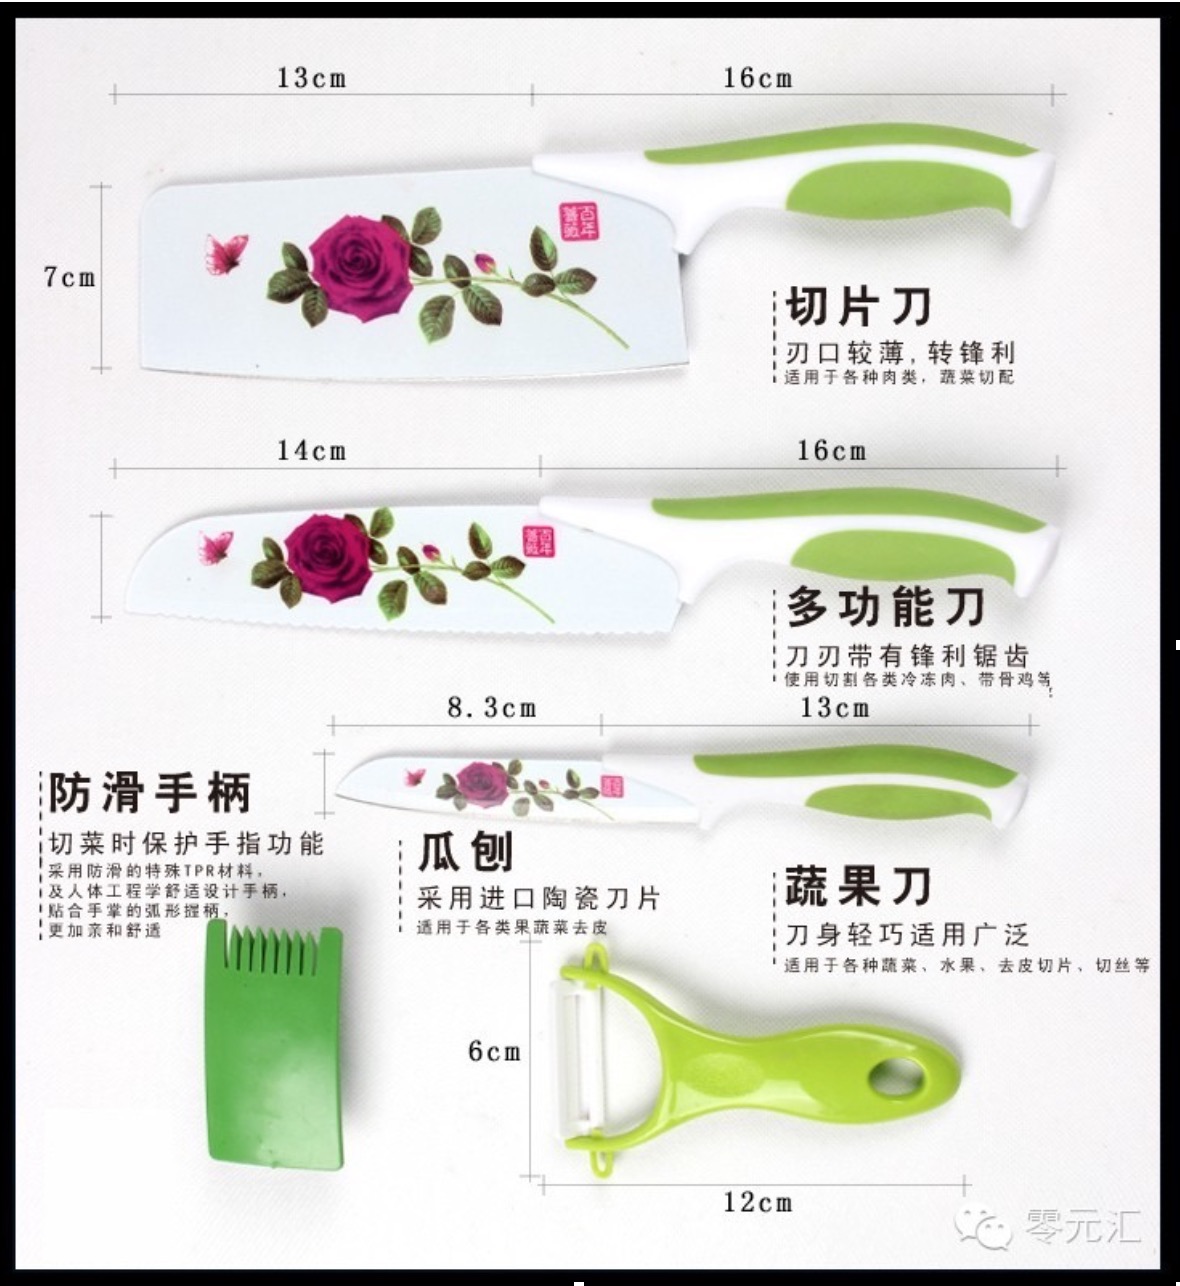 13cm
16cm
7cm
百年
蔷薇
切片刀
刃口较薄，转锋利
适用于各种肉类，蔬菜切配
14cm
16cm
百年
蔷薇
多功能刀
刀刃带有锋利锯齿
使用切割各类冷冻肉、带骨鸡等
8.3cm
13cm
防滑手柄
切菜时保护手指功能
采用防滑的特殊TPR材料，
及人体工程学舒适设计手柄，
贴合手掌的弧形握柄，
更加亲和舒适
瓜刨
采用进口陶瓷刀片
适用于各类果蔬菜去皮
蔬果刀
刀身轻巧适用广泛
适用于各种蔬菜、水果、去皮切片、切丝等
6cm
12cm
零元汇